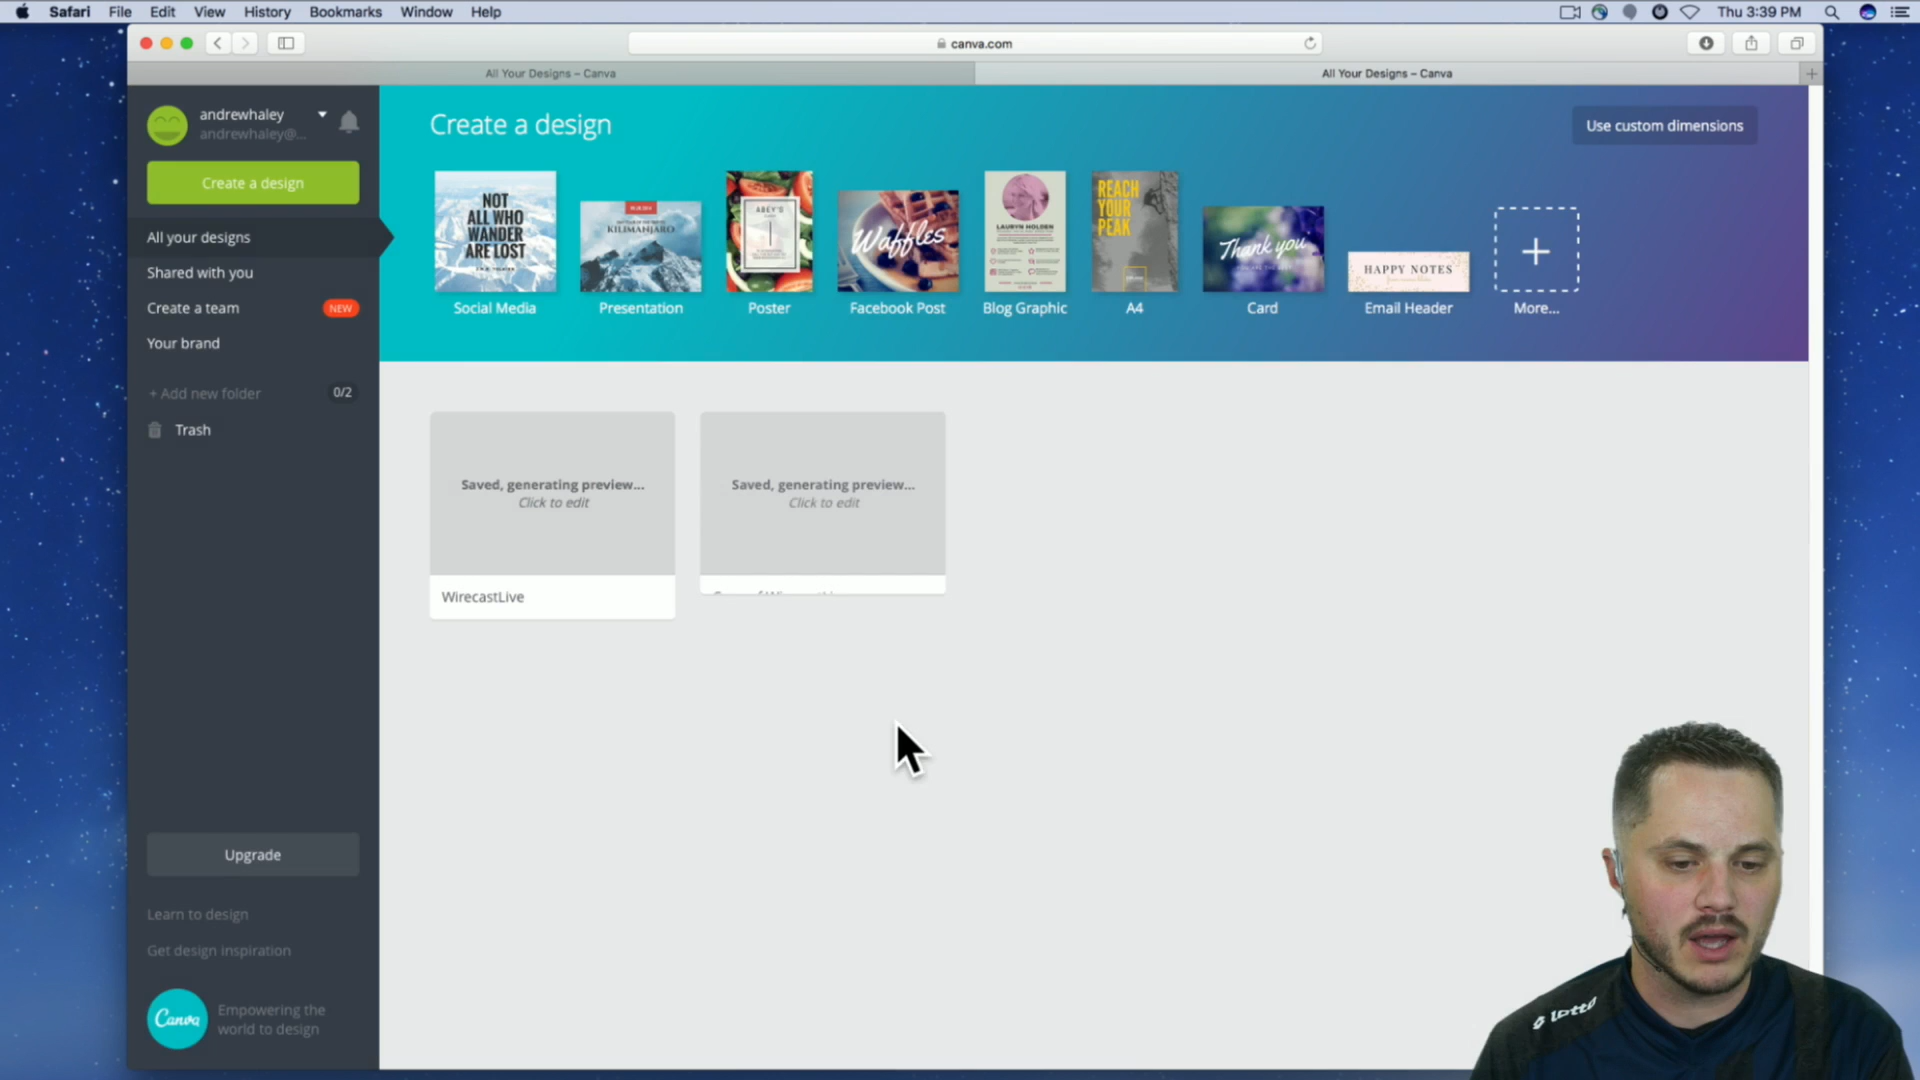 Safari File Edit View History Bookmarks Window Help
Thu 3:39 PM
canva.com
All Your Designs – Canva
All Your Designs – Canva
andrewhaley
andrewhaley@...
Create a design
All your designs
Shared with you
Create a team NEW
Your brand
+ Add new folder 0/2
Trash
Upgrade
Learn to design
Get design inspiration
Canva
Empowering the
world to design
Create a design
Use custom dimensions
NOT
ALL WHO
WANDER
ARE LOST
KILIMANJARO
ABEY'S
Waffles
LAURYN HOLDEN
REACH
YOUR
PEAK
Thank you
HAPPY NOTES
Social Media
Presentation
Poster
Facebook Post
Blog Graphic
A4
Card
Email Header
More...
Saved, generating preview...
Click to edit
WirecastLive
Saved, generating preview...
Click to edit
lotto